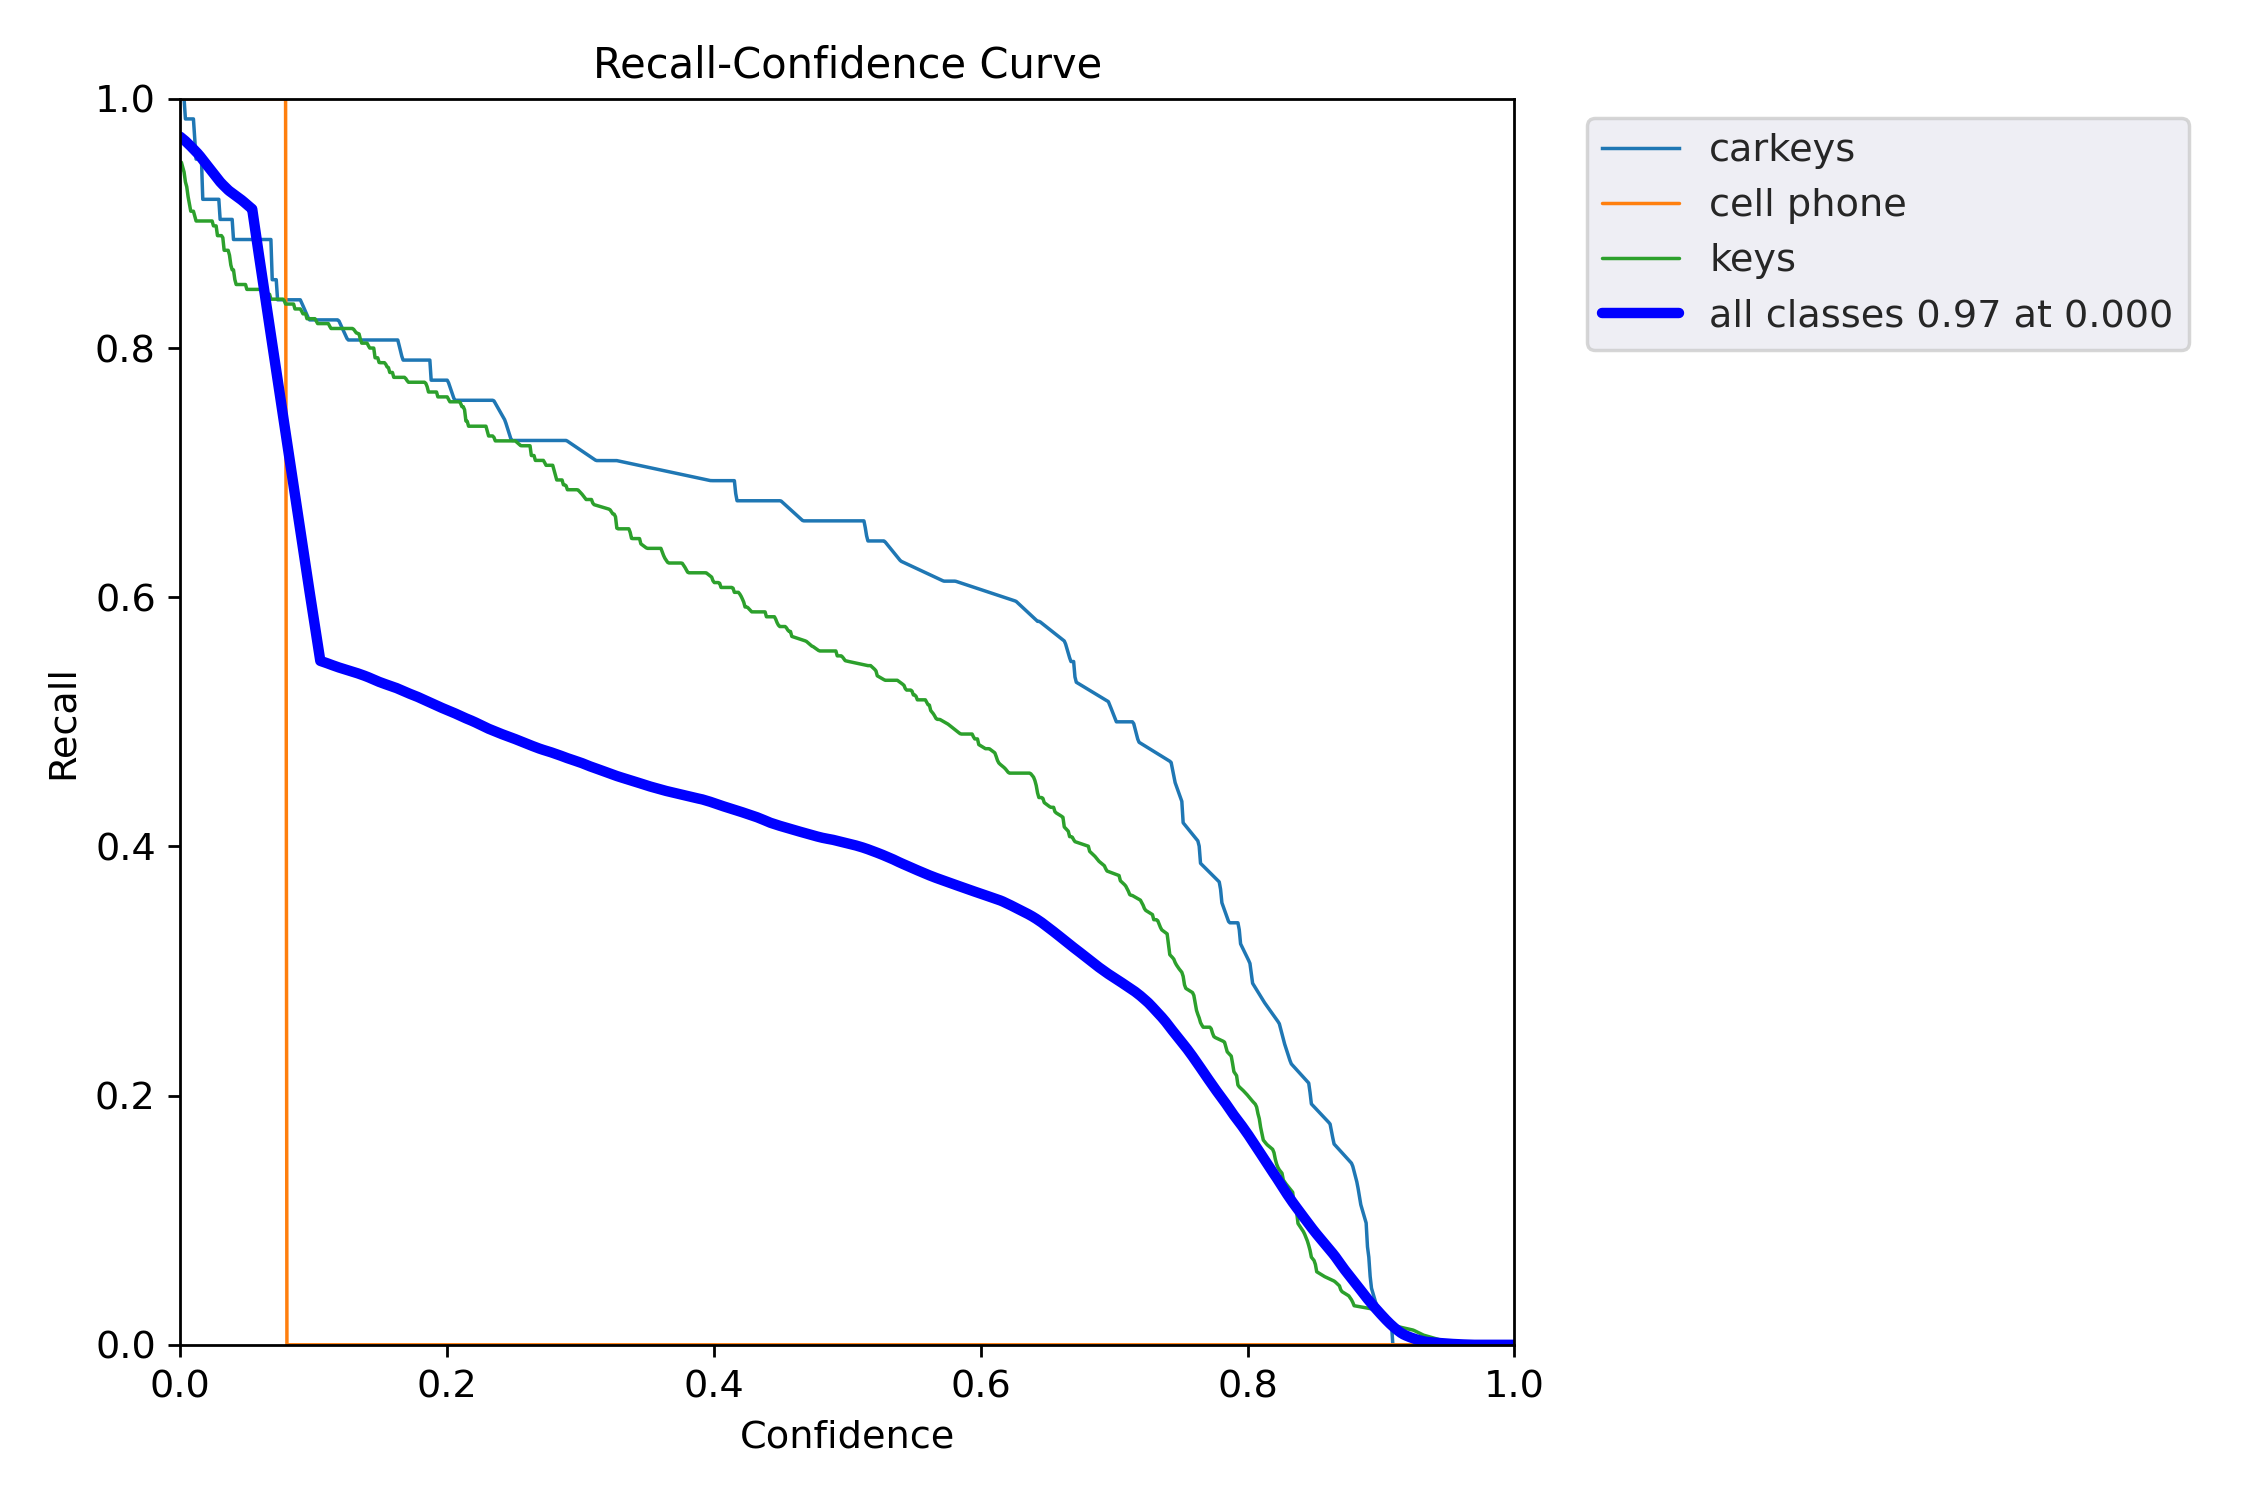 Recall-Confidence Curve
1.0
0.8
0.6
0.4
0.2
0.0
Recall
0.0 0.2 0.4 0.6 0.8 1.0
Confidence
carkeys
cell phone
keys
all classes 0.97 at 0.000